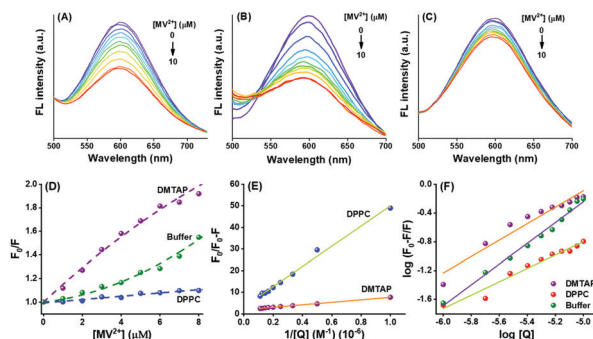 (A)
[MV²⁺] (μM)
0
10
FL intensity (a.u.)
500 550 600 650 700
Wavelength (nm)
(B)
[MV²⁺] (μM)
0
10
FL intensity (a.u.)
500 600 700
Wavelength (nm)
(C)
[MV²⁺] (μM)
0
10
FL intensity (a.u.)
500 550 600 650 700
Wavelength (nm)
(D)
DMTAP
Buffer
DPPC
F₀/F
2.0
1.8
1.6
1.4
1.2
1.0
0 2 4 6 8
[MV²⁺] (μM)
(E)
DPPC
DMTAP
F₀/F₀-F
70
60
50
40
30
20
10
0
0.0 0.2 0.4 0.6 0.8 1.0
1/[Q] (M⁻¹) (10⁻⁶)
(F)
DMTAP
DPPC
Buffer
log (F₀-F/F)
0.0
-0.4
-0.8
-1.2
-1.6
-6.0 -5.8 -5.6 -5.4 -5.2 -5.0
log [Q]